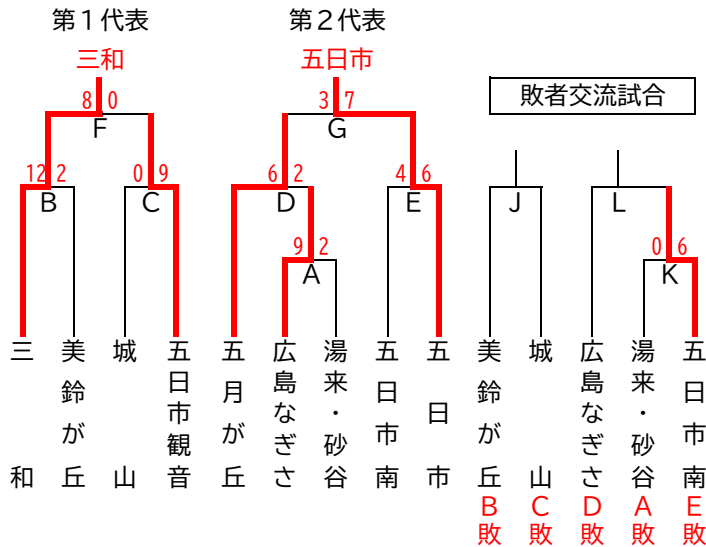 第１代表
第２代表
三和
五日市
敗者交流試合
8 0
F
3 7
G
12 2
B
0 9
C
6 2
D
4 6
E
J
L
9 2
A
0 6
K
三和
美鈴が丘
城山
五日市観音
五月が丘
広島なぎさ
湯来・砂谷
五日市南
五日市
美鈴が丘
城山
広島なぎさ
湯来・砂谷
五日市南
B敗
C敗
D敗
A敗
E敗